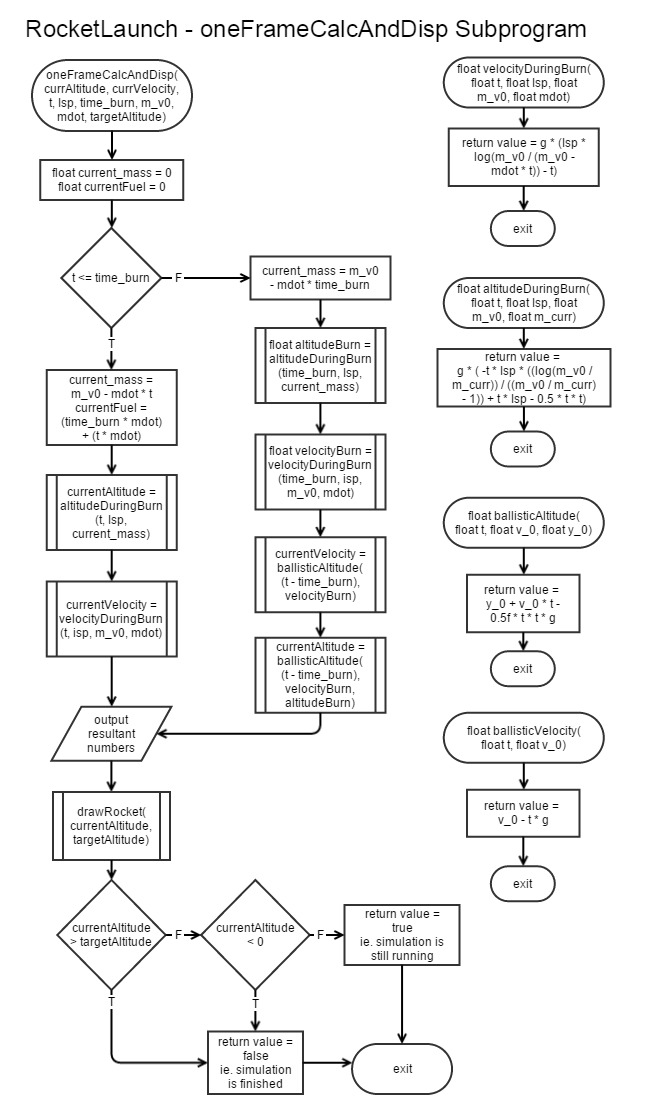 RocketLaunch - oneFrameCalcAndDisp Subprogram
oneFrameCalcAndDisp(
currAltitude, currVelocity,
t, Isp, time_burn, m_v0,
mdot, targetAltitude)
float current_mass = 0
float currentFuel = 0
t <= time_burn
F
T
current_mass = m_v0
- mdot * time_burn
float altitudeBurn =
altitudeDuringBurn
(time_burn, Isp,
current_mass)
float velocityBurn =
velocityDuringBurn
(time_burn, isp,
m_v0, mdot)
currentVelocity =
ballisticAltitude(
(t - time_burn),
velocityBurn)
currentAltitude =
ballisticAltitude(
(t - time_burn),
velocityBurn,
altitudeBurn)
current_mass =
m_v0 - mdot * t
currentFuel =
(time_burn * mdot)
+ (t * mdot)
currentAltitude =
altitudeDuringBurn
(t, Isp,
current_mass)
currentVelocity =
velocityDuringBurn
(t, isp, m_v0, mdot)
output
resultant
numbers
drawRocket(
currentAltitude,
targetAltitude)
currentAltitude
> targetAltitude
F
T
currentAltitude
< 0
F
T
return value =
true
ie. simulation is
still running
return value =
false
ie. simulation
is finished
exit
float velocityDuringBurn(
float t, float Isp, float
m_v0, float mdot)
return value = g * (Isp *
log(m_v0 / (m_v0 -
mdot * t)) - t)
exit
float altitudeDuringBurn(
float t, float Isp, float
m_v0, float m_curr)
return value =
g * ( -t * Isp * ((log(m_v0 /
m_curr)) / ((m_v0 / m_curr)
- 1)) + t * Isp - 0.5 * t * t)
exit
float ballisticAltitude(
float t, float v_0, float y_0)
return value =
y_0 + v_0 * t -
0.5f * t * t * g
exit
float ballisticVelocity(
float t, float v_0)
return value =
v_0 - t * g
exit